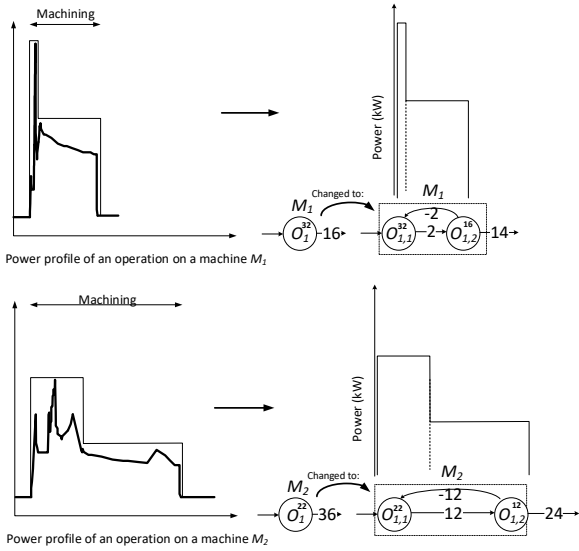 Machining
Power (kW)
M1
Changed to:
M1
O1 32
16
O1,1 32
-2
2
O1,2 16
14
Power profile of an operation on a machine M1
Machining
Power (kW)
M2
Changed to:
M2
O1 22
36
O1,1 22
-12
12
O1,2 12
24
Power profile of an operation on a machine M2